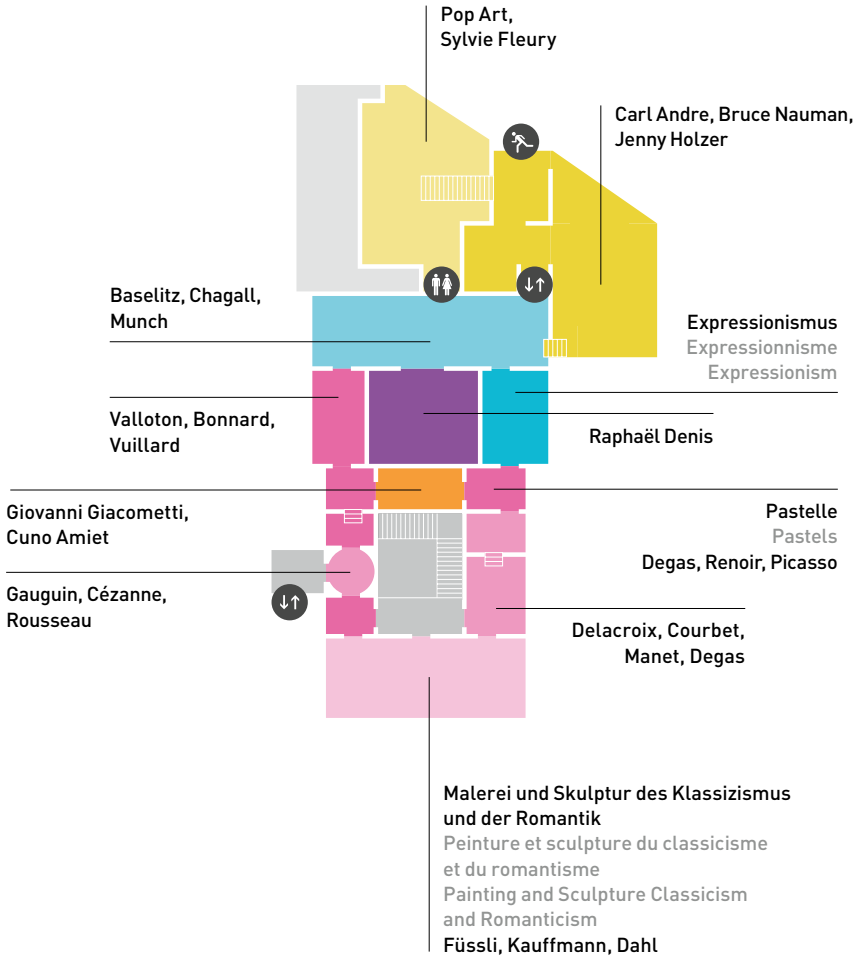 Pop Art,
Sylvie Fleury
Carl Andre, Bruce Nauman,
Jenny Holzer
Baselitz, Chagall,
Munch
Expressionismus
Expressionnisme
Expressionism
Valloton, Bonnard,
Vuillard
Raphaël Denis
Giovanni Giacometti,
Cuno Amiet
Pastelle
Pastels
Degas, Renoir, Picasso
Gauguin, Cézanne,
Rousseau
Delacroix, Courbet,
Manet, Degas
Malerei und Skulptur des Klassizismus
und der Romantik
Peinture et sculpture du classicisme
et du romantisme
Painting and Sculpture Classicism
and Romanticism
Füssli, Kauffmann, Dahl